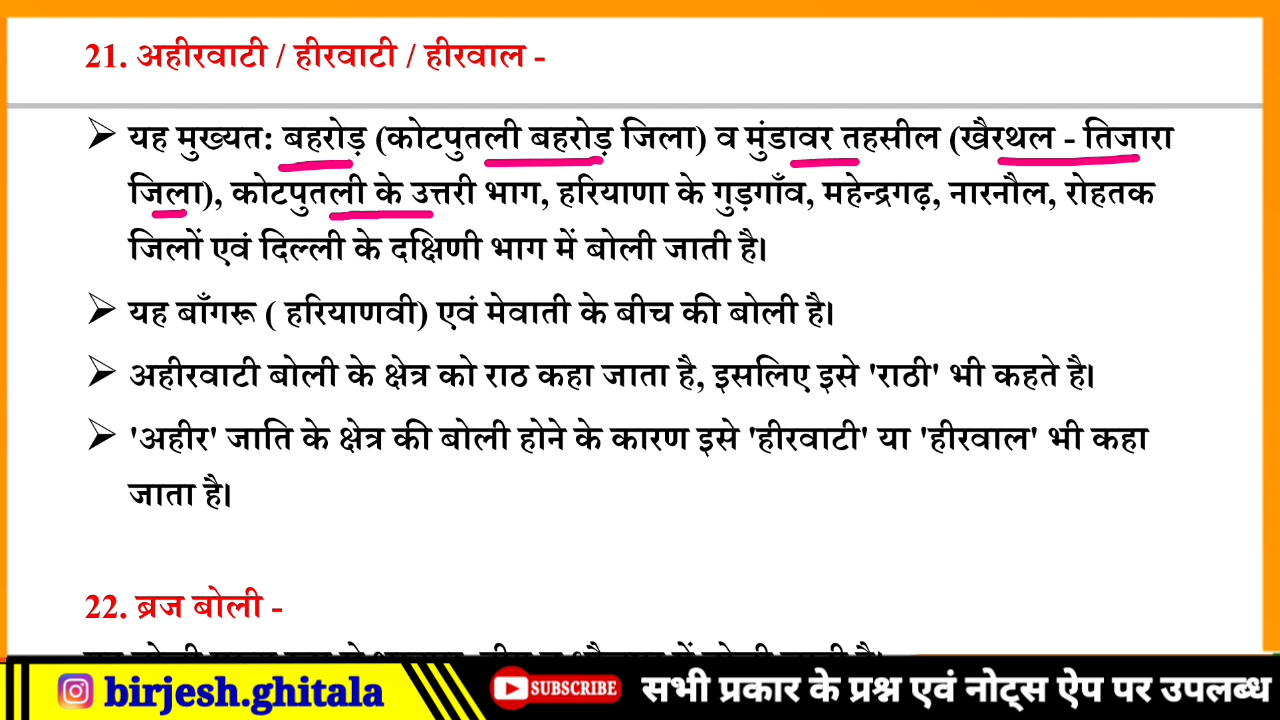 21. अहीरवाटी / हीरवाटी / हीरवाल -
➢ यह मुख्यत: बहरोड़ (कोटपुतली बहरोड़ जिला) व मुंडावर तहसील (खैरथल - तिजारा
जिला), कोटपुतली के उत्तरी भाग, हरियाणा के गुड़गाँव, महेन्द्रगढ़, नारनौल, रोहतक
जिलों एवं दिल्ली के दक्षिणी भाग में बोली जाती है।
➢ यह बाँगरू ( हरियाणवी) एवं मेवाती के बीच की बोली है।
➢ अहीरवाटी बोली के क्षेत्र को राठ कहा जाता है, इसलिए इसे 'राठी' भी कहते है।
➢ 'अहीर' जाति के क्षेत्र की बोली होने के कारण इसे 'हीरवाटी' या 'हीरवाल' भी कहा
जाता है।
22. ब्रज बोली -
birjesh.ghitala SUBSCRIBE सभी प्रकार के प्रश्न एवं नोट्स ऐप पर उपलब्ध